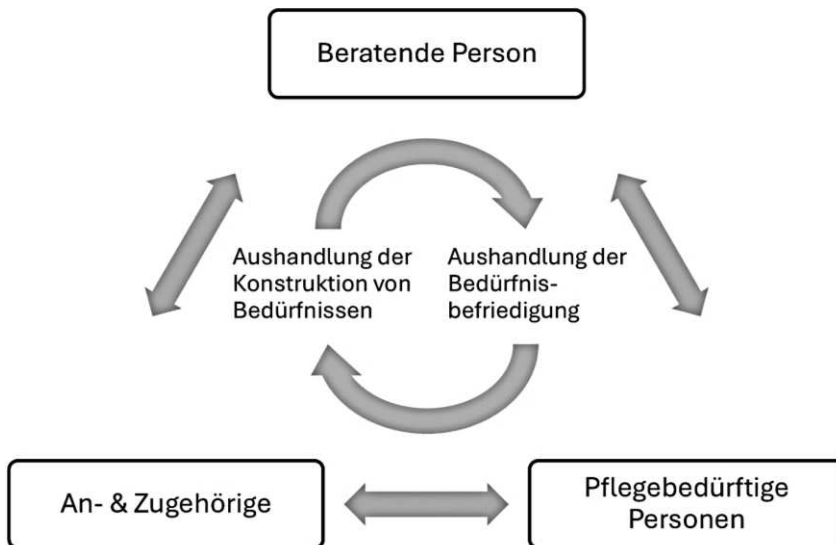 Beratende Person
Aushandlung der
Konstruktion von
Bedürfnissen
Aushandlung der
Bedürfnis-
befriedigung
An- & Zugehörige
Pflegebedürftige
Personen